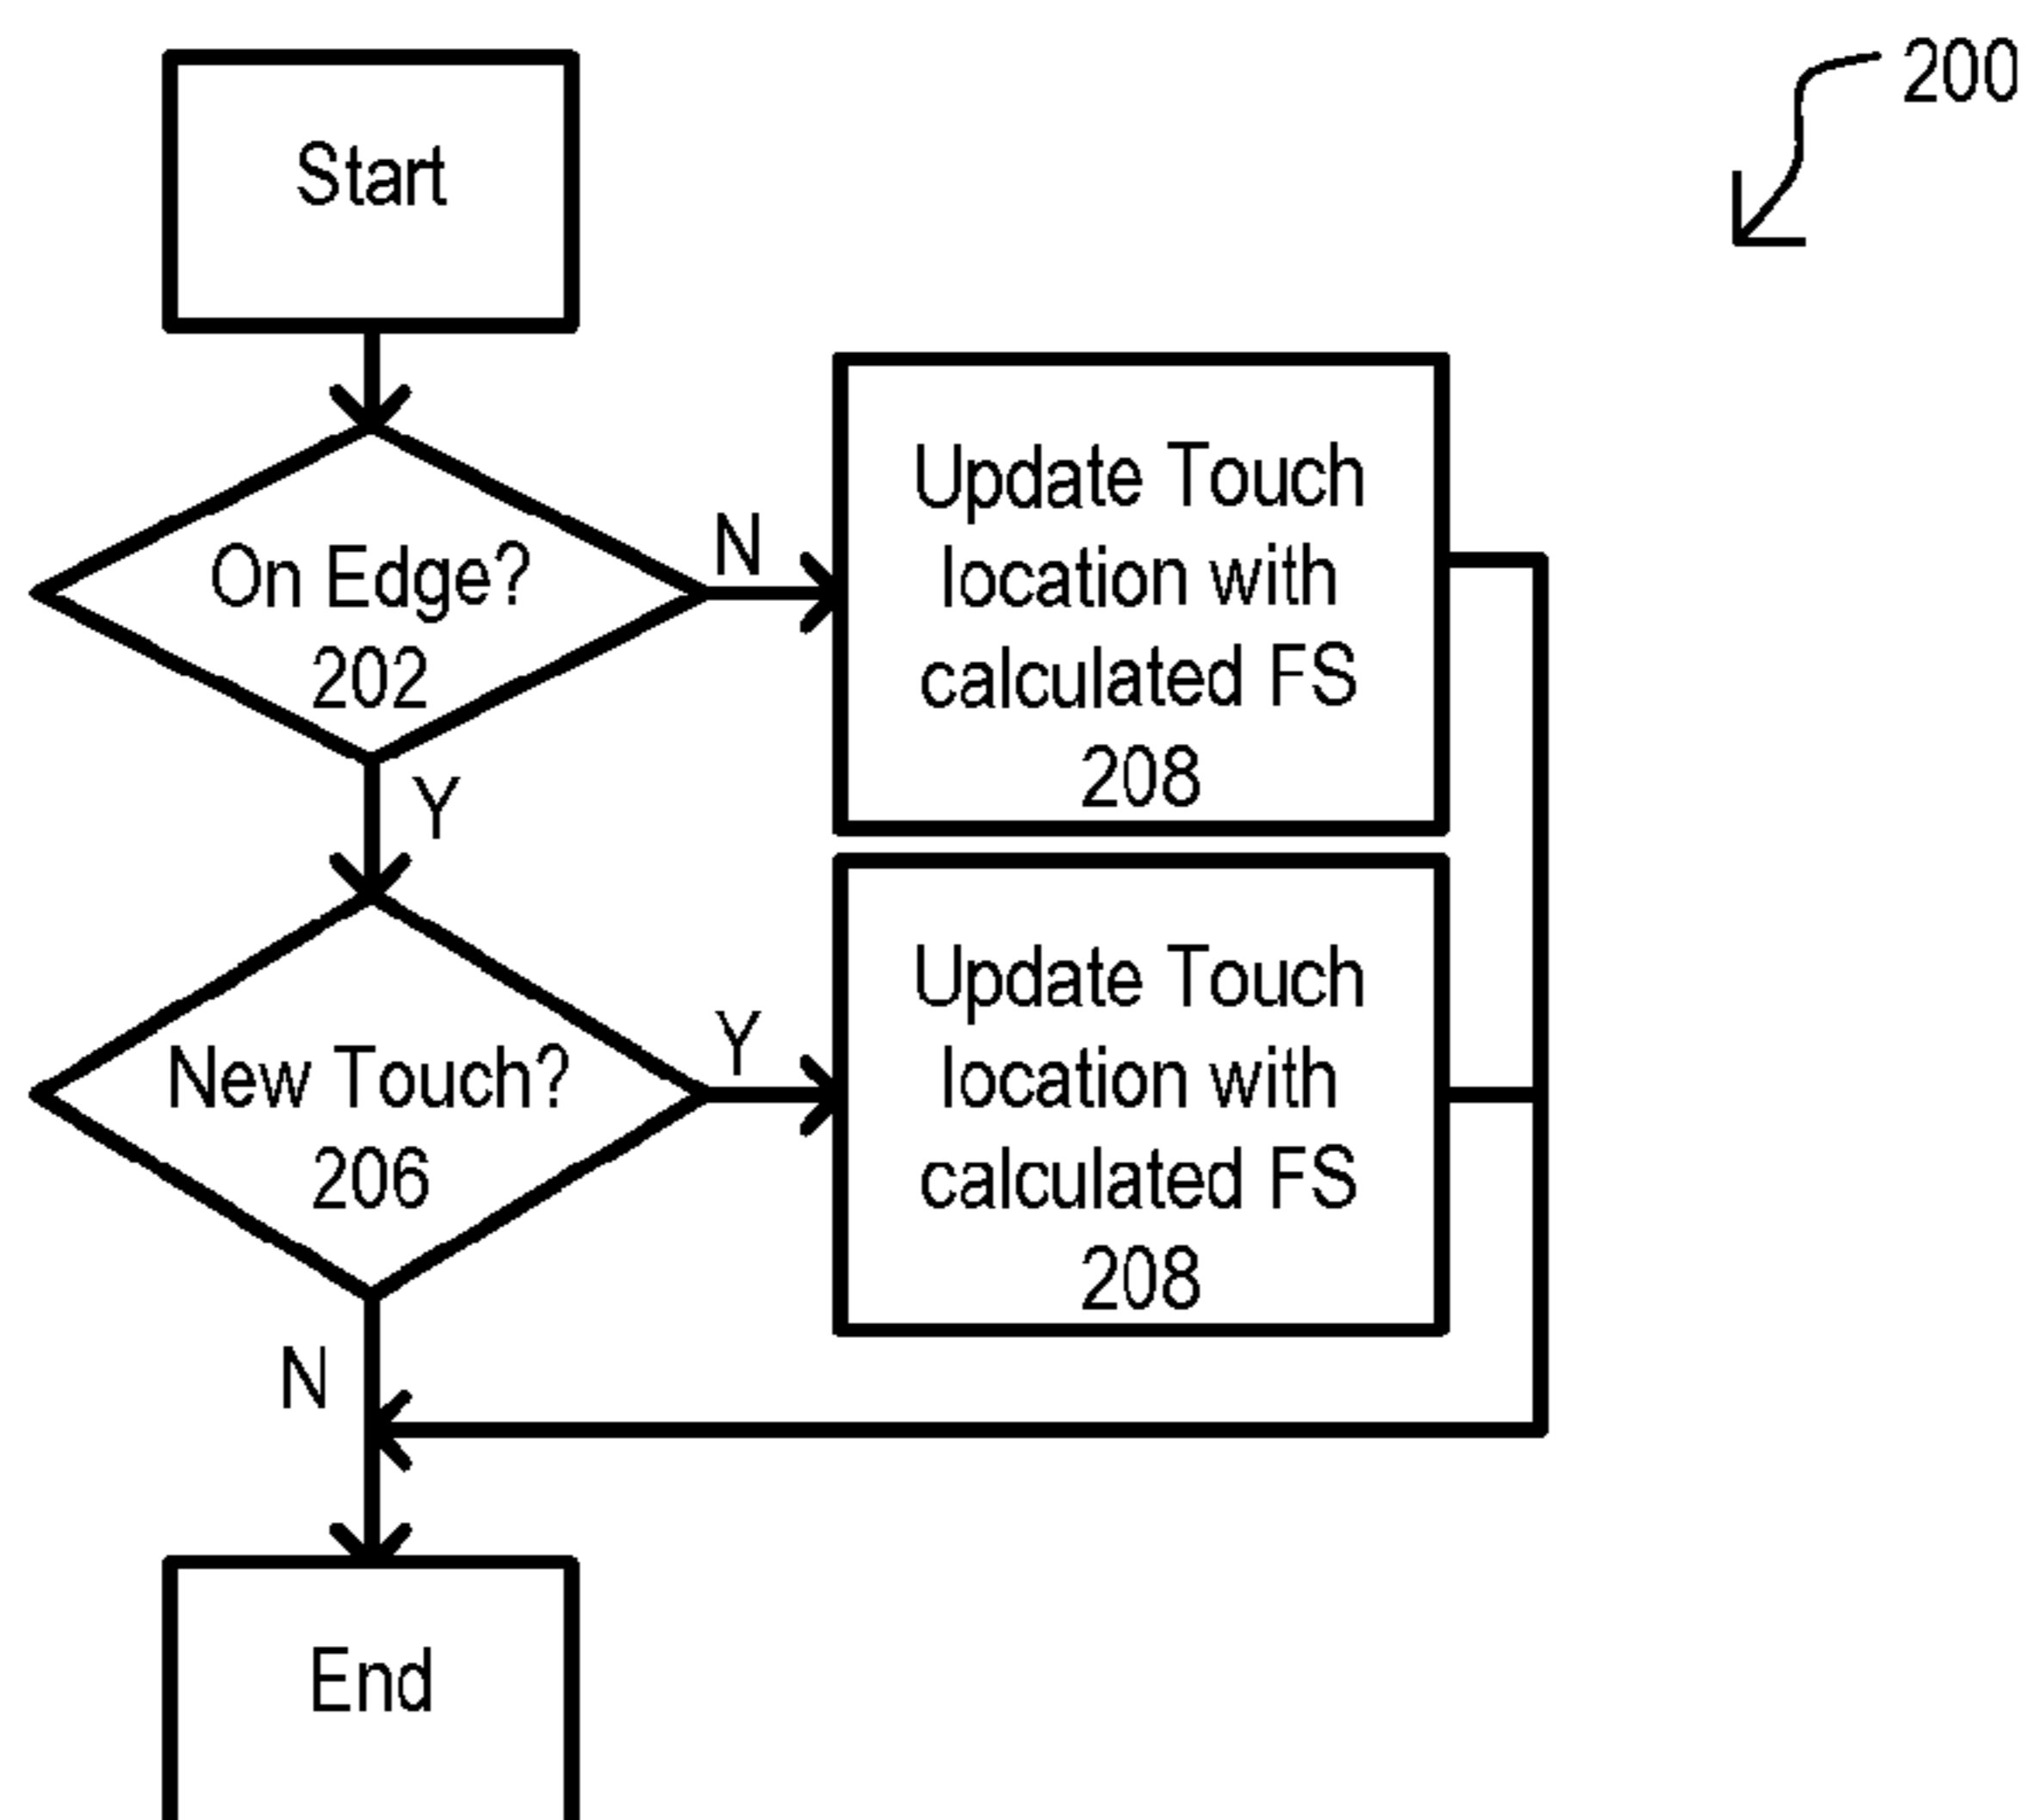 200
Start
On Edge?
202
N
Update Touch
location with
calculated FS
208
Y
New Touch?
206
Y
Update Touch
location with
calculated FS
208
N
End